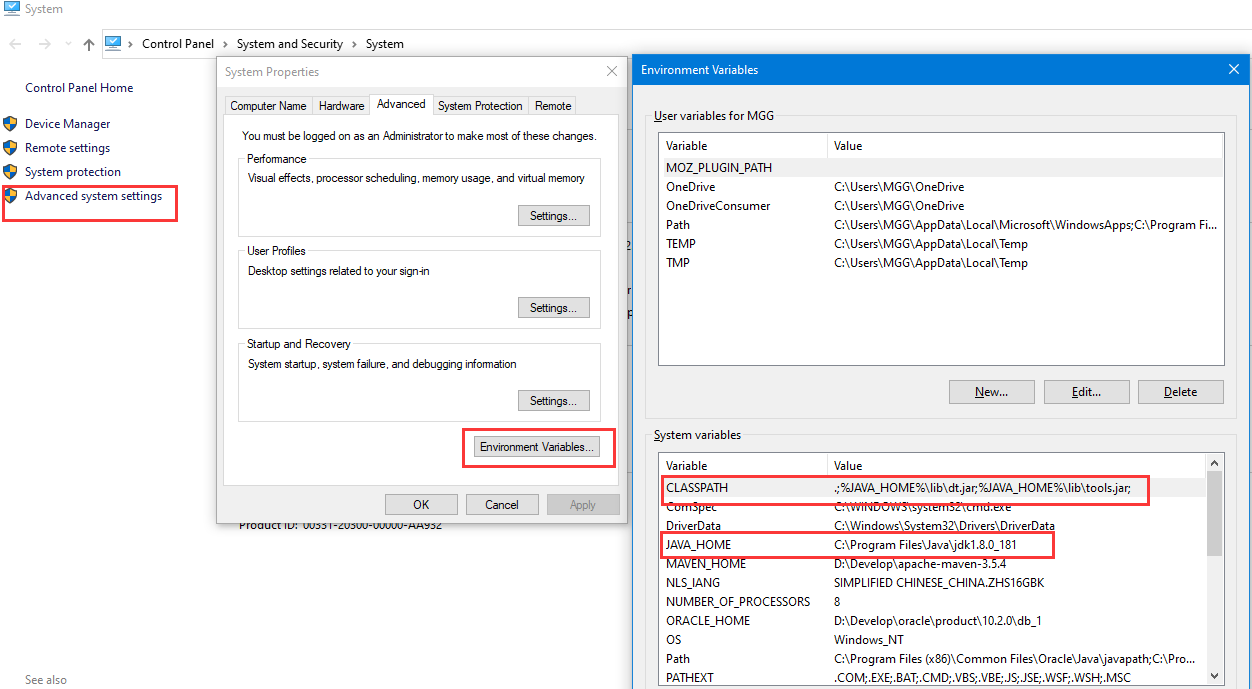 System
Control Panel > System and Security > System
Control Panel Home
Device Manager
Remote settings
System protection
Advanced system settings
See also
System Properties
Computer Name Hardware Advanced System Protection Remote
You must be logged on as an Administrator to make most of these changes.
Performance
Visual effects, processor scheduling, memory usage, and virtual memory
Settings...
User Profiles
Desktop settings related to your sign-in
Settings...
Startup and Recovery
System startup, system failure, and debugging information
Settings...
Environment Variables...
OK Cancel Apply
Product ID: 00331-20300-00000-AA932
Environment Variables
User variables for MGG
Variable Value
MOZ_PLUGIN_PATH
OneDrive C:\Users\MGG\OneDrive
OneDriveConsumer C:\Users\MGG\OneDrive
Path C:\Users\MGG\AppData\Local\Microsoft\WindowsApps;C:\Program Fi...
TEMP C:\Users\MGG\AppData\Local\Temp
TMP C:\Users\MGG\AppData\Local\Temp
New... Edit... Delete
System variables
Variable Value
CLASSPATH .;%JAVA_HOME%\lib\dt.jar;%JAVA_HOME%\lib\tools.jar;
ComSpec C:\WINDOWS\system32\cmd.exe
DriverData C:\Windows\System32\Drivers\DriverData
JAVA_HOME C:\Program Files\Java\jdk1.8.0_181
MAVEN_HOME D:\Develop\apache-maven-3.5.4
NLS_lANG SIMPLIFIED CHINESE_CHINA.ZHS16GBK
NUMBER_OF_PROCESSORS 8
ORACLE_HOME D:\Develop\oracle\product\10.2.0\db_1
OS Windows_NT
Path C:\Program Files (x86)\Common Files\Oracle\Java\javapath;C:\Pro...
PATHEXT .COM;.EXE;.BAT;.CMD;.VBS;.VBE;.JS;.JSE;.WSF;.WSH;.MSC